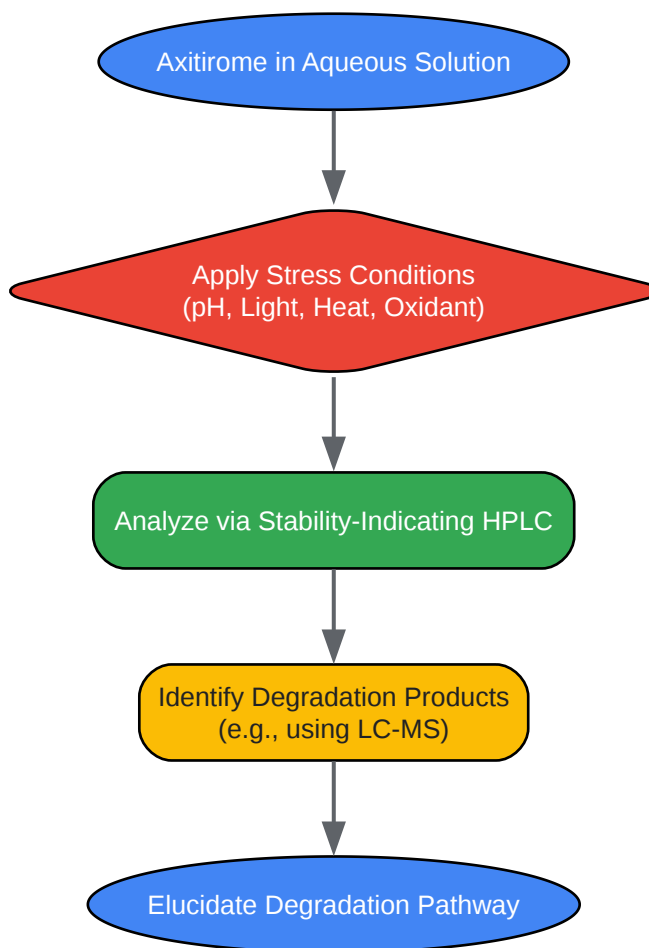 Axitirome in Aqueous Solution
Apply Stress Conditions
(pH, Light, Heat, Oxidant)
Analyze via Stability-Indicating HPLC
Identify Degradation Products
(e.g., using LC-MS)
Elucidate Degradation Pathway